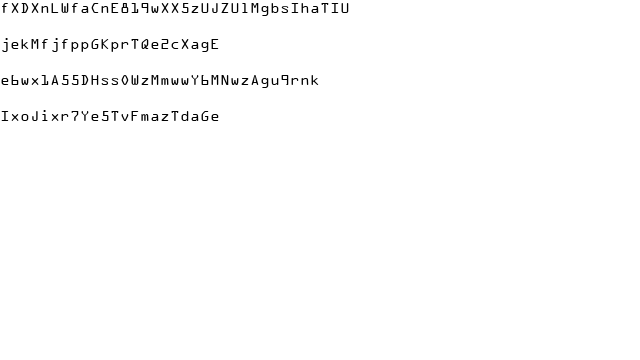 fXDXnLWfaCnE819wXX5zUJZU1MgbsIhaTIU
jekMfjfppGKprTQe2cXagE
e6wx1A55DHss0WzMmwwY6MNwzAgu9rnk
IxoJixr7Ye5TvFmazTdaGe